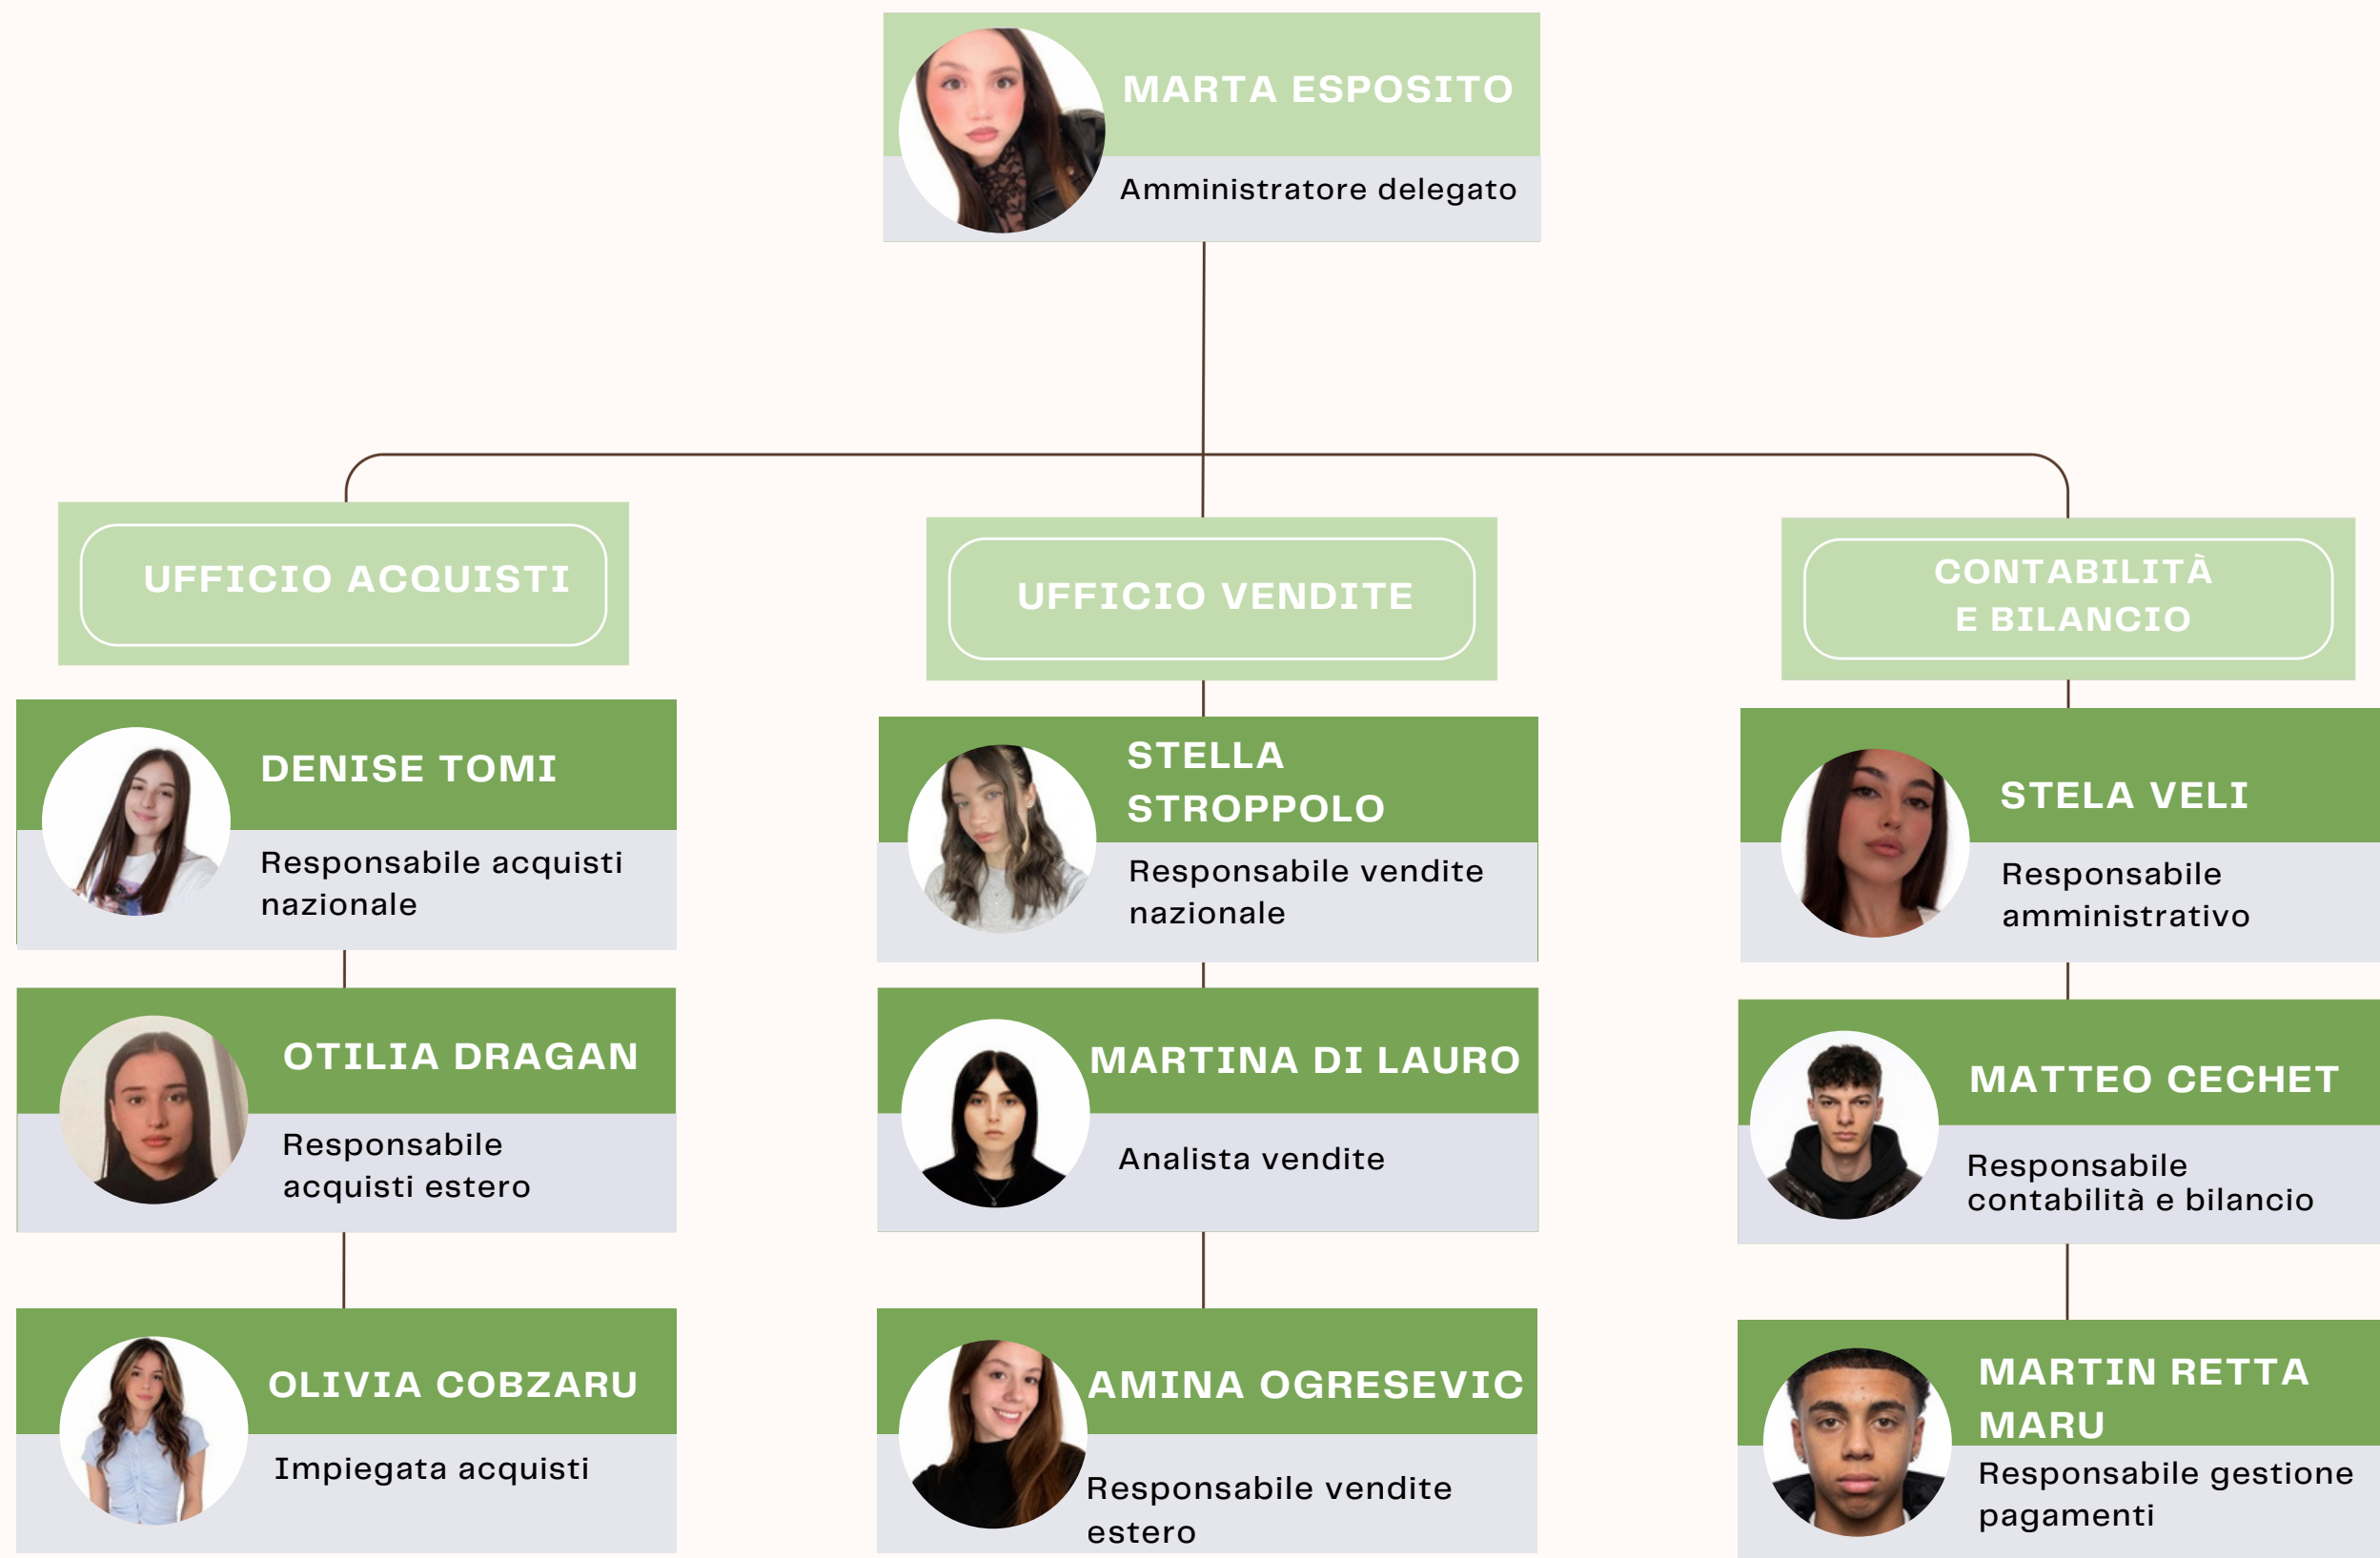 MARTA ESPOSITO
Amministratore delegato
UFFICIO ACQUISTI
DENISE TOMI
Responsabile acquisti
nazionale
OTILIA DRAGAN
Responsabile
acquisti estero
OLIVIA COBZARU
Impiegata acquisti
UFFICIO VENDITE
STELLA
STROPPOLO
Responsabile vendite
nazionale
MARTINA DI LAURO
Analista vendite
AMINA OGRESEVIC
Responsabile vendite
estero
CONTABILITÀ
E BILANCIO
STELA VELI
Responsabile
amministrativo
MATTEO CECHET
Responsabile
contabilità e bilancio
MARTIN RETTA
MARU
Responsabile gestione
pagamenti